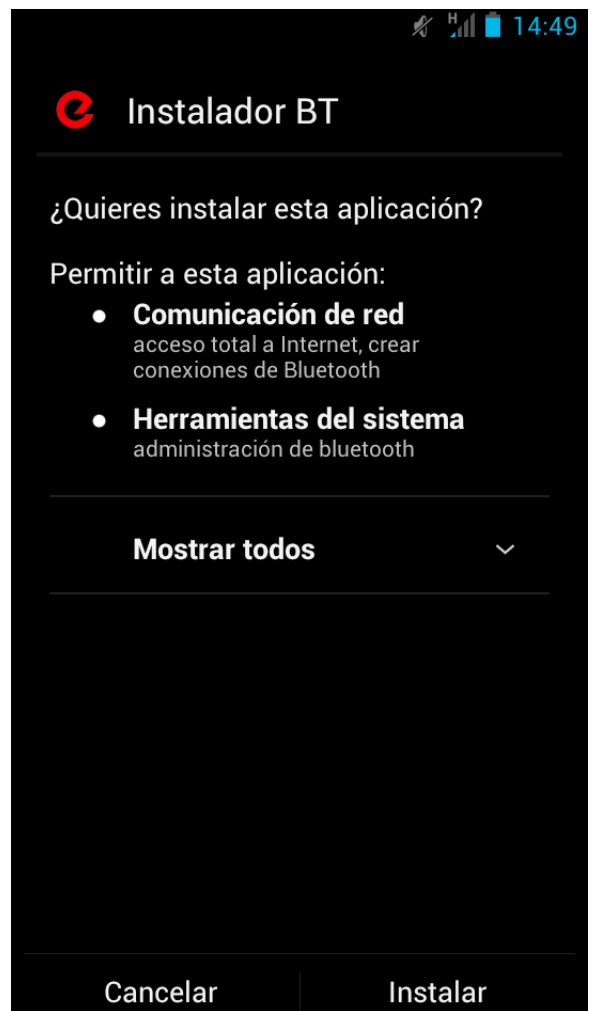 H 14:49
Instalador BT
¿Quieres instalar esta aplicación?
Permitir a esta aplicación:
● Comunicación de red
acceso total a Internet, crear
conexiones de Bluetooth
● Herramientas del sistema
administración de bluetooth
Mostrar todos
Cancelar Instalar